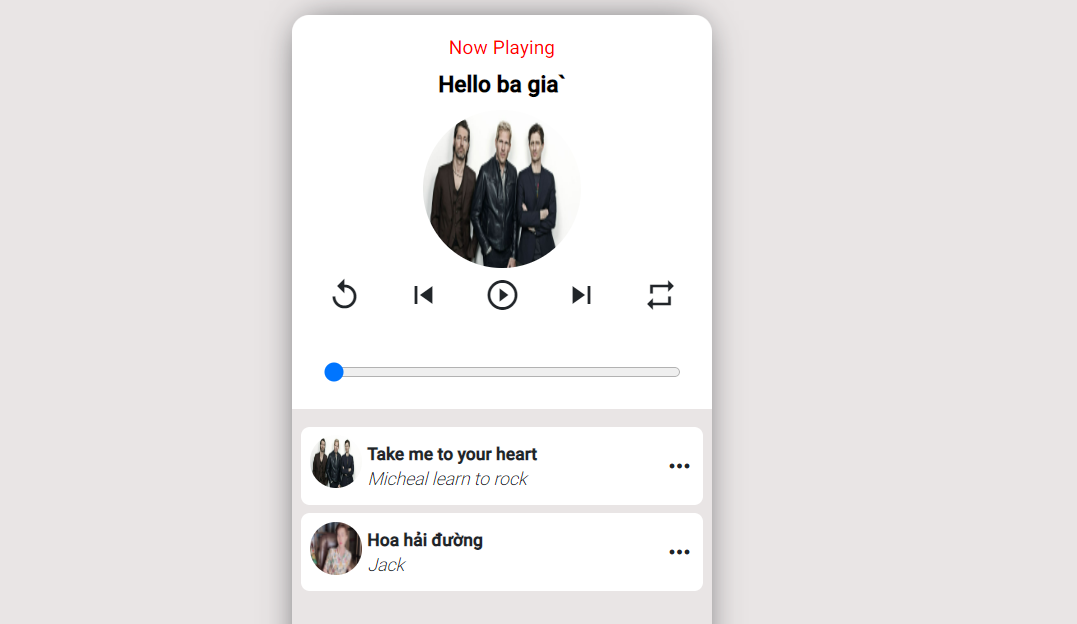 Now Playing
Hello ba gia`
Take me to your heart
Micheal learn to rock
Hoa hải đường
Jack